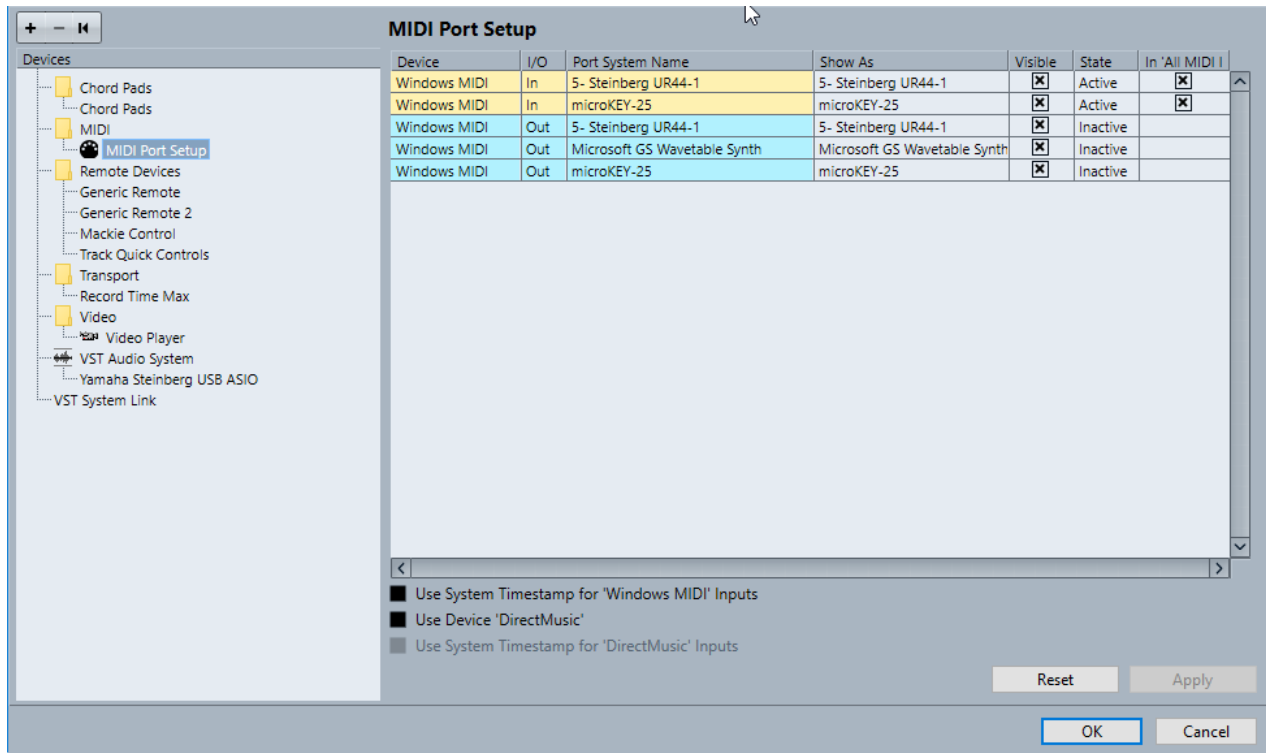 MIDI Port Setup
Devices
Chord Pads
Chord Pads
MIDI
MIDI Port Setup
Remote Devices
Generic Remote
Generic Remote 2
Mackie Control
Track Quick Controls
Transport
Record Time Max
Video
Video Player
VST Audio System
Yamaha Steinberg USB ASIO
VST System Link
Device I/O Port System Name Show As Visible State In 'All MIDI I
Windows MIDI In 5- Steinberg UR44-1 5- Steinberg UR44-1 Active
Windows MIDI In microKEY-25 microKEY-25 Active
Windows MIDI Out 5- Steinberg UR44-1 5- Steinberg UR44-1 Inactive
Windows MIDI Out Microsoft GS Wavetable Synth Microsoft GS Wavetable Synth Inactive
Windows MIDI Out microKEY-25 microKEY-25 Inactive
Use System Timestamp for 'Windows MIDI' Inputs
Use Device 'DirectMusic'
Use System Timestamp for 'DirectMusic' Inputs
Reset Apply
OK Cancel